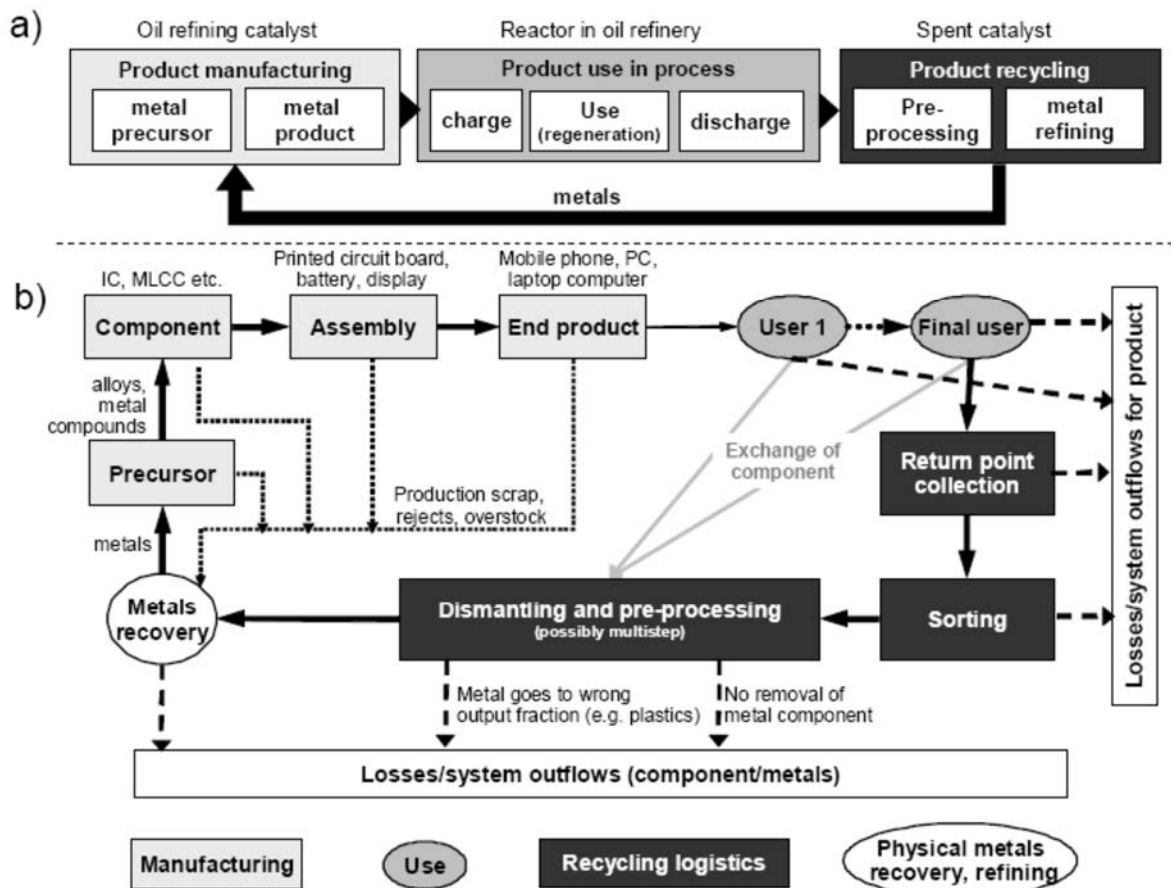 a)
Oil refining catalyst
Reactor in oil refinery
Spent catalyst
Product manufacturing
metal
precursor
metal
product
Product use in process
charge
Use
(regeneration)
discharge
Product recycling
Pre-
processing
metal
refining
metals
b)
IC, MLCC etc.
Printed circuit board,
battery, display
Mobile phone, PC,
laptop computer
Component
Assembly
End product
User 1
Final user
alloys,
metal
compounds
Precursor
Exchange of
component
Return point
collection
Production scrap,
rejects, overstock
metals
Metals
recovery
Dismantling and pre-processing
(possibly multistep)
Sorting
Losses/system outflows for product
Metal goes to wrong
output fraction (e.g. plastics)
No removal of
metal component
Losses/system outflows (component/metals)
Manufacturing
Use
Recycling logistics
Physical metals
recovery, refining